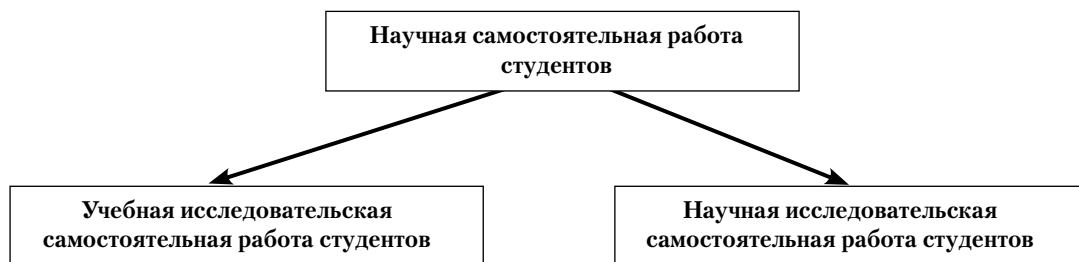 Научная самостоятельная работа
студентов
Учебная исследовательская
самостоятельная работа студентов
Научная исследовательская
самостоятельная работа студентов